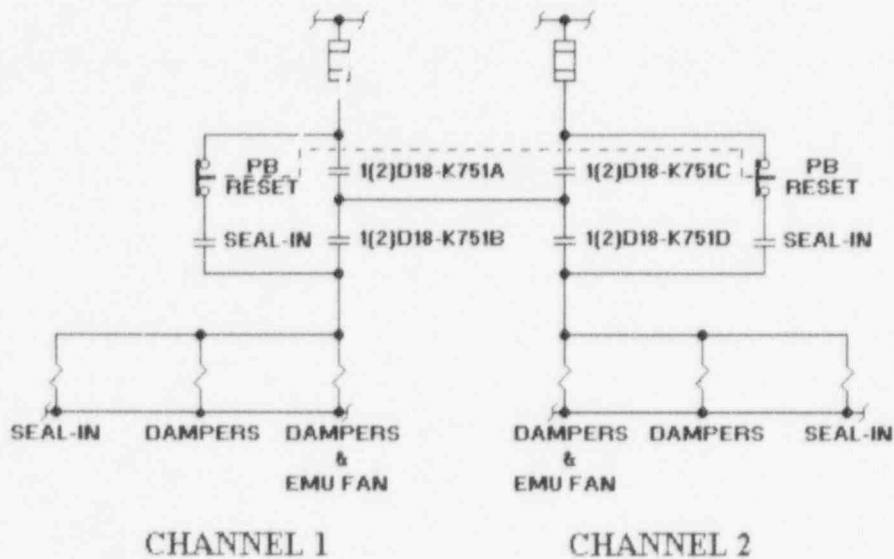 PB
RESET
1(2)D18-K751A
1(2)D18-K751C
PB
RESET
SEAL-IN
1(2)D18-K751B
1(2)D18-K751D
SEAL-IN
SEAL-IN
DAMPERS
DAMPERS
&
EMU FAN
DAMPERS
&
EMU FAN
DAMPERS
SEAL-IN
CHANNEL 1
CHANNEL 2